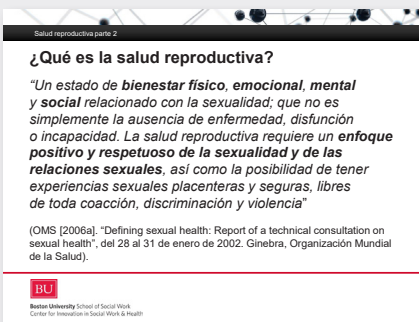 Salud reproductiva parte 2
¿Qué es la salud reproductiva?
“Un estado de bienestar físico, emocional, mental
y social relacionado con la sexualidad; que no es
simplemente la ausencia de enfermedad, disfunción
o incapacidad. La salud reproductiva requiere un enfoque
positivo y respetuoso de la sexualidad y de las
relaciones sexuales, así como la posibilidad de tener
experiencias sexuales placenteras y seguras, libres
de toda coacción, discriminación y violencia”
(OMS [2006a]. “Defining sexual health: Report of a technical consultation on
sexual health”, del 28 al 31 de enero de 2002. Ginebra, Organización Mundial
de la Salud).
BU
Boston University School of Social Work
Center for Innovation in Social Work & Health